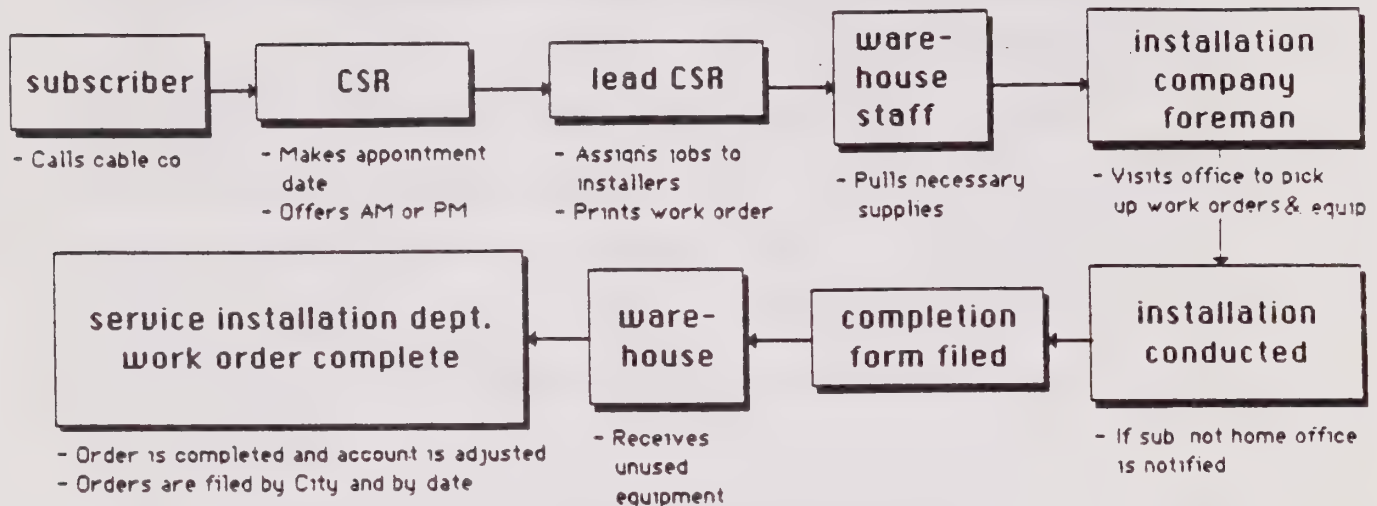 subscriber
- Calls cable co
CSR
- Makes appointment
date
- Offers AM or PM
lead CSR
- Assigns jobs to
installers
- Prints work order
ware-
house
staff
- Pulls necessary
supplies
installation
company
foreman
- Visits office to pick
up work orders & equip
installation
conducted
- If sub not home office
is notified
completion
form filed
ware-
house
- Receives
unused
equipment
service installation dept.
work order complete
- Order is completed and account is adjusted
- Orders are filed by City and by date